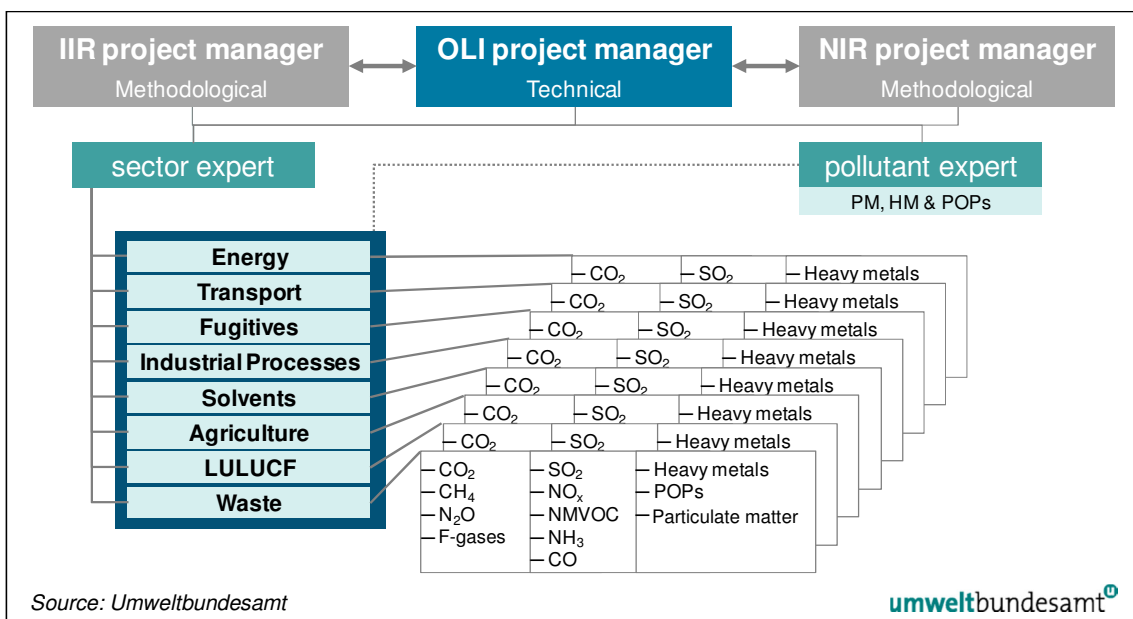 IIR project manager
Methodological
OLI project manager
Technical
NIR project manager
Methodological
sector expert
pollutant expert
PM, HM & POPs
Energy
Transport
Fugitives
Industrial Processes
Solvents
Agriculture
LULUCF
Waste
CO₂ SO₂ Heavy metals
CO₂ SO₂ Heavy metals
CO₂ SO₂ Heavy metals
CO₂ SO₂ Heavy metals
CO₂ SO₂ Heavy metals
CO₂ SO₂ Heavy metals
CO₂ SO₂ Heavy metals
CO₂
CH₄
N₂O
F-gases
SO₂
NOₓ
NMVOC
NH₃
CO
Heavy metals
POPs
Particulate matter
Source: Umweltbundesamt
umweltbundesamt
u